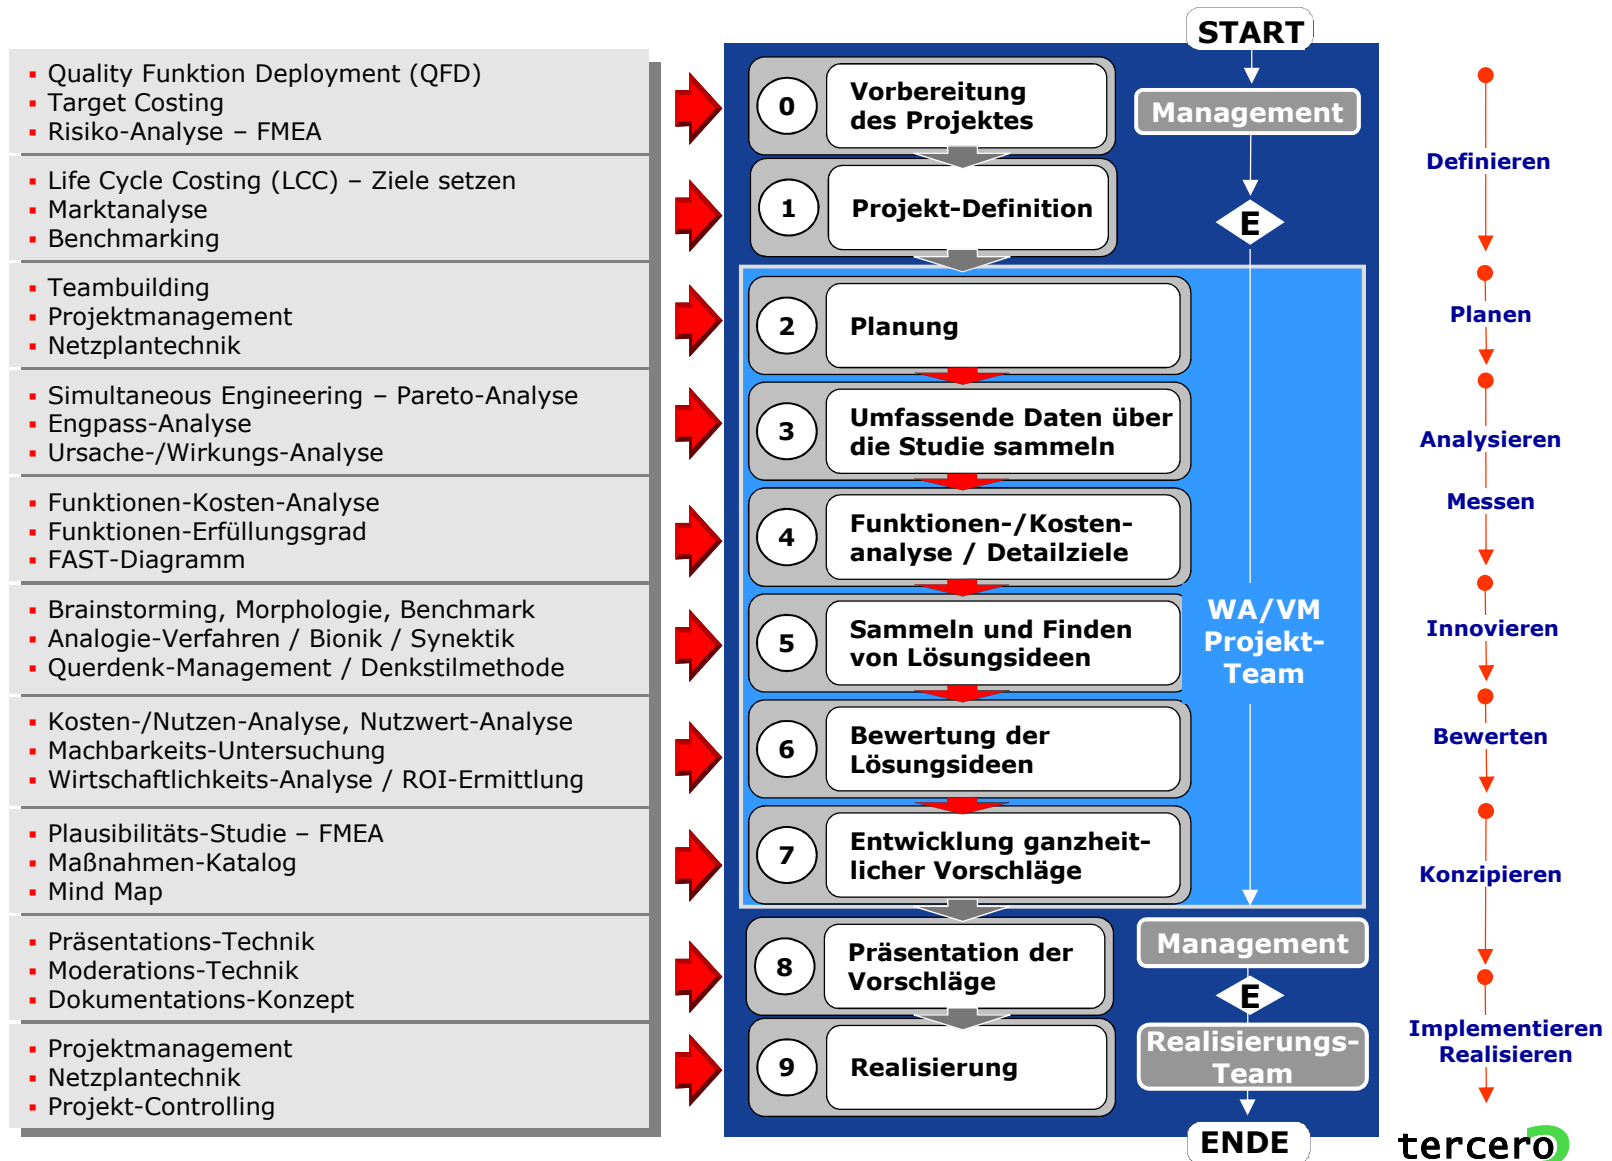 START
▪ Quality Funktion Deployment (QFD)
▪ Target Costing
▪ Risiko-Analyse – FMEA
0
Vorbereitung
des Projektes
Management
Definieren
▪ Life Cycle Costing (LCC) – Ziele setzen
▪ Marktanalyse
▪ Benchmarking
1
Projekt-Definition
E
▪ Teambuilding
▪ Projektmanagement
▪ Netzplantechnik
2
Planung
Planen
▪ Simultaneous Engineering – Pareto-Analyse
▪ Engpass-Analyse
▪ Ursache-/Wirkungs-Analyse
3
Umfassende Daten über
die Studie sammeln
Analysieren
▪ Funktionen-Kosten-Analyse
▪ Funktionen-Erfüllungsgrad
▪ FAST-Diagramm
4
Funktionen-/Kosten-
analyse / Detailziele
Messen
▪ Brainstorming, Morphologie, Benchmark
▪ Analogie-Verfahren / Bionik / Synektik
▪ Querdenk-Management / Denkstilmethode
5
Sammeln und Finden
von Lösungsideen
WA/VM
Projekt-
Team
Innovieren
▪ Kosten-/Nutzen-Analyse, Nutzwert-Analyse
▪ Machbarkeits-Untersuchung
▪ Wirtschaftlichkeits-Analyse / ROI-Ermittlung
6
Bewertung der
Lösungsideen
Bewerten
▪ Plausibilitäts-Studie – FMEA
▪ Maßnahmen-Katalog
▪ Mind Map
7
Entwicklung ganzheit-
licher Vorschläge
Konzipieren
▪ Präsentations-Technik
▪ Moderations-Technik
▪ Dokumentations-Konzept
8
Präsentation der
Vorschläge
Management
E
▪ Projektmanagement
▪ Netzplantechnik
▪ Projekt-Controlling
9
Realisierung
Realisierungs-
Team
Implementieren
Realisieren
ENDE
tercero